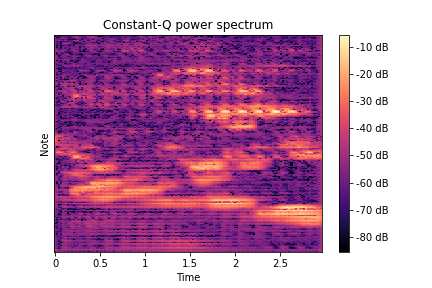 Constant-Q power spectrum
Note
-10 dB
-20 dB
-30 dB
-40 dB
-50 dB
-60 dB
-70 dB
-80 dB
0 0.5 1 1.5 2 2.5
Time